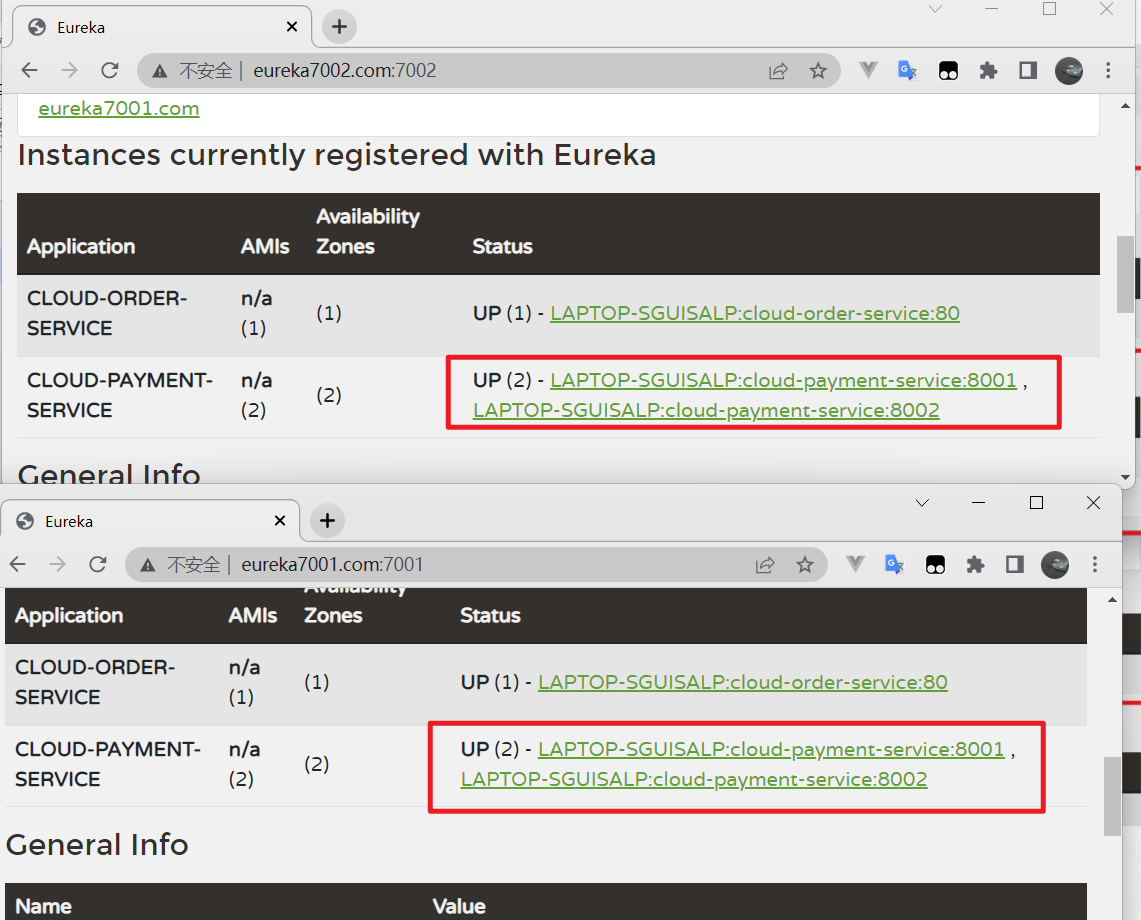 Eureka
不安全 | eureka7002.com:7002
eureka7001.com
Instances currently registered with Eureka
Availability
Application AMIs Zones Status
CLOUD-ORDER- n/a
(1) UP (1) - LAPTOP-SGUISALP:cloud-order-service:80
SERVICE (1)
CLOUD-PAYMENT- n/a UP (2) - LAPTOP-SGUISALP:cloud-payment-service:8001 ,
(2)
SERVICE (2) LAPTOP-SGUISALP:cloud-payment-service:8002
General Info
Eureka
不安全 | eureka7001.com:7001
Availability
Application AMIs Zones Status
CLOUD-ORDER- n/a
(1) UP (1) - LAPTOP-SGUISALP:cloud-order-service:80
SERVICE (1)
CLOUD-PAYMENT- n/a UP (2) - LAPTOP-SGUISALP:cloud-payment-service:8001 ,
(2)
SERVICE (2) LAPTOP-SGUISALP:cloud-payment-service:8002
General Info
Name Value